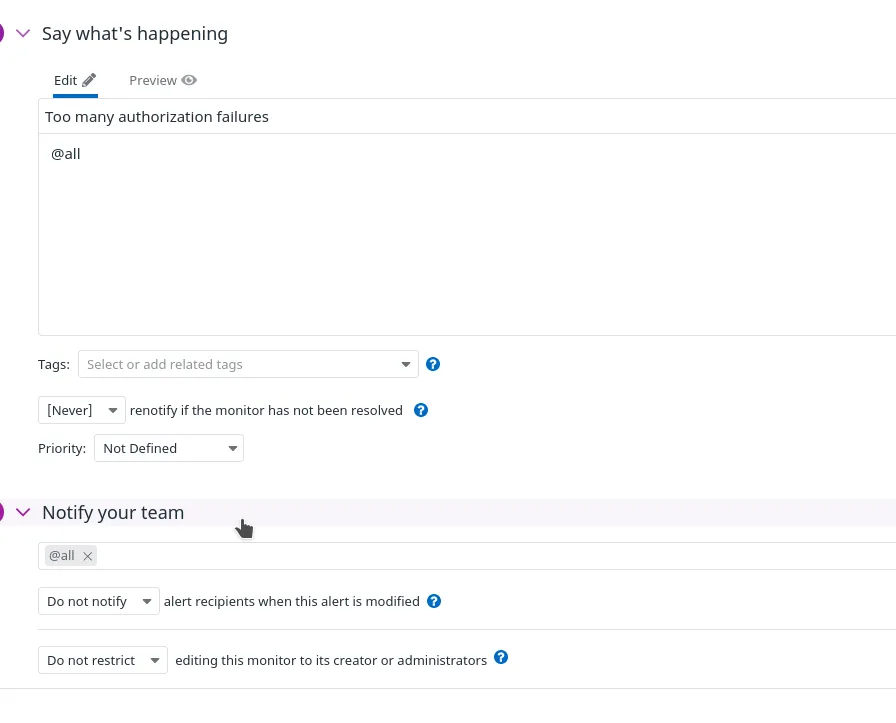 Say what's happening
Edit
Preview
Too many authorization failures
@all
Tags: Select or add related tags ?
[Never] renotify if the monitor has not been resolved ?
Priority: Not Defined
Notify your team
@all ×
Do not notify alert recipients when this alert is modified ?
Do not restrict editing this monitor to its creator or administrators ?